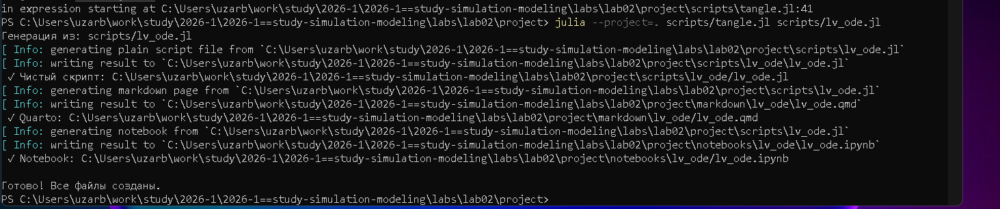 in expression starting at C:\Users\uzarb\work\study\2026-1\2026-1==study-simulation-modeling\labs\lab02\project\scripts\tangle.jl:41
PS C:\Users\uzarb\work\study\2026-1\2026-1==study-simulation-modeling\labs\lab02\project> julia --project=. scripts/tangle.jl scripts/lv_ode.jl
Генерация из: scripts/lv_ode.jl
[ Info: generating plain script file from `C:\Users\uzarb\work\study\2026-1\2026-1==study-simulation-modeling\labs\lab02\project\scripts\lv_ode.jl`
[ Info: writing result to `C:\Users\uzarb\work\study\2026-1\2026-1==study-simulation-modeling\labs\lab02\project\scripts\lv_ode\lv_ode.jl`
✓ Чистый скрипт: C:\Users\uzarb\work\study\2026-1\2026-1==study-simulation-modeling\labs\lab02\project\scripts\lv_ode/lv_ode.jl
[ Info: generating markdown page from `C:\Users\uzarb\work\study\2026-1\2026-1==study-simulation-modeling\labs\lab02\project\scripts\lv_ode.jl`
[ Info: writing result to `C:\Users\uzarb\work\study\2026-1\2026-1==study-simulation-modeling\labs\lab02\project\markdown\lv_ode\lv_ode.qmd`
✓ Quarto: C:\Users\uzarb\work\study\2026-1\2026-1==study-simulation-modeling\labs\lab02\project\markdown\lv_ode/lv_ode.qmd
[ Info: generating notebook from `C:\Users\uzarb\work\study\2026-1\2026-1==study-simulation-modeling\labs\lab02\project\scripts\lv_ode.jl`
[ Info: writing result to `C:\Users\uzarb\work\study\2026-1\2026-1==study-simulation-modeling\labs\lab02\project\notebooks\lv_ode\lv_ode.ipynb`
✓ Notebook: C:\Users\uzarb\work\study\2026-1\2026-1==study-simulation-modeling\labs\lab02\project\notebooks\lv_ode/lv_ode.ipynb
Готово! Все файлы созданы.
PS C:\Users\uzarb\work\study\2026-1\2026-1==study-simulation-modeling\labs\lab02\project>